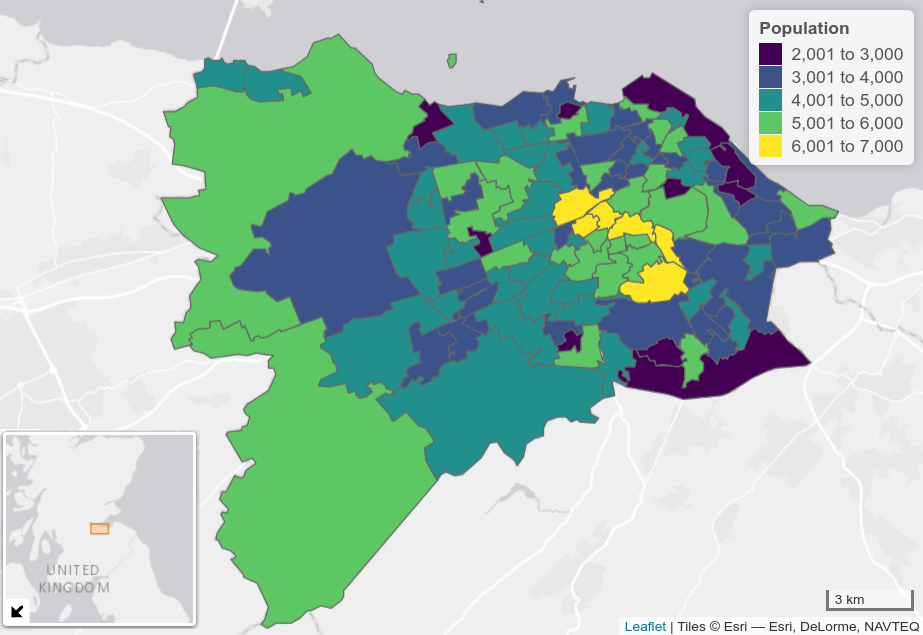 Population
2,001 to 3,000
3,001 to 4,000
4,001 to 5,000
5,001 to 6,000
6,001 to 7,000
UNITED
KINGDOM
3 km
Leaflet | Tiles © Esri — Esri, DeLorme, NAVTEQ